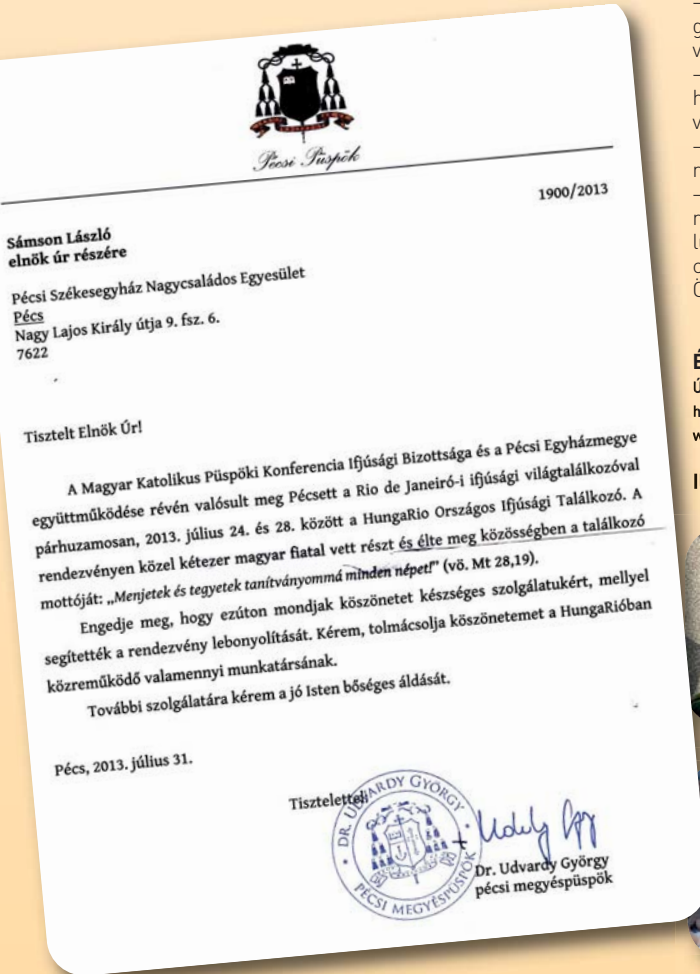 Pécsi Püspök
1900/2013
Sámson László
elnök úr részére
Pécsi Székesegyház Nagycsaládos Egyesület
Pécs
Nagy Lajos Király útja 9. fsz. 6.
7622
Tisztelt Elnök Úr!
A Magyar Katolikus Püspöki Konferencia Ifjúsági Bizottsága és a Pécsi Egyházmegye
együttműködése révén valósult meg Pécsett a Rio de Janeiró-i ifjúsági világtalálkozóval
párhuzamosan, 2013. július 24. és 28. között a HungaRio Országos Ifjúsági Találkozó. A
rendezvényen közel kétezer magyar fiatal vett részt és élte meg közösségben a találkozó
mottóját: „Menjetek és tegyetek tanítványommá minden népet!" (vö. Mt 28,19).
Engedje meg, hogy ezúton mondjak köszönetet készséges szolgálatukért, mellyel
segítették a rendezvény lebonyolítását. Kérem, tolmácsolja köszönetemet a HungaRióban
közreműködő valamennyi munkatársának.
További szolgálatára kérem a jó Isten bőséges áldását.
Pécs, 2013. július 31.
Tisztelettel:
DR. UDVARDY GYÖRGY
PÉCSI MEGYÉSPÜSPÖK
Dr. Udvardy György
pécsi megyéspüspök